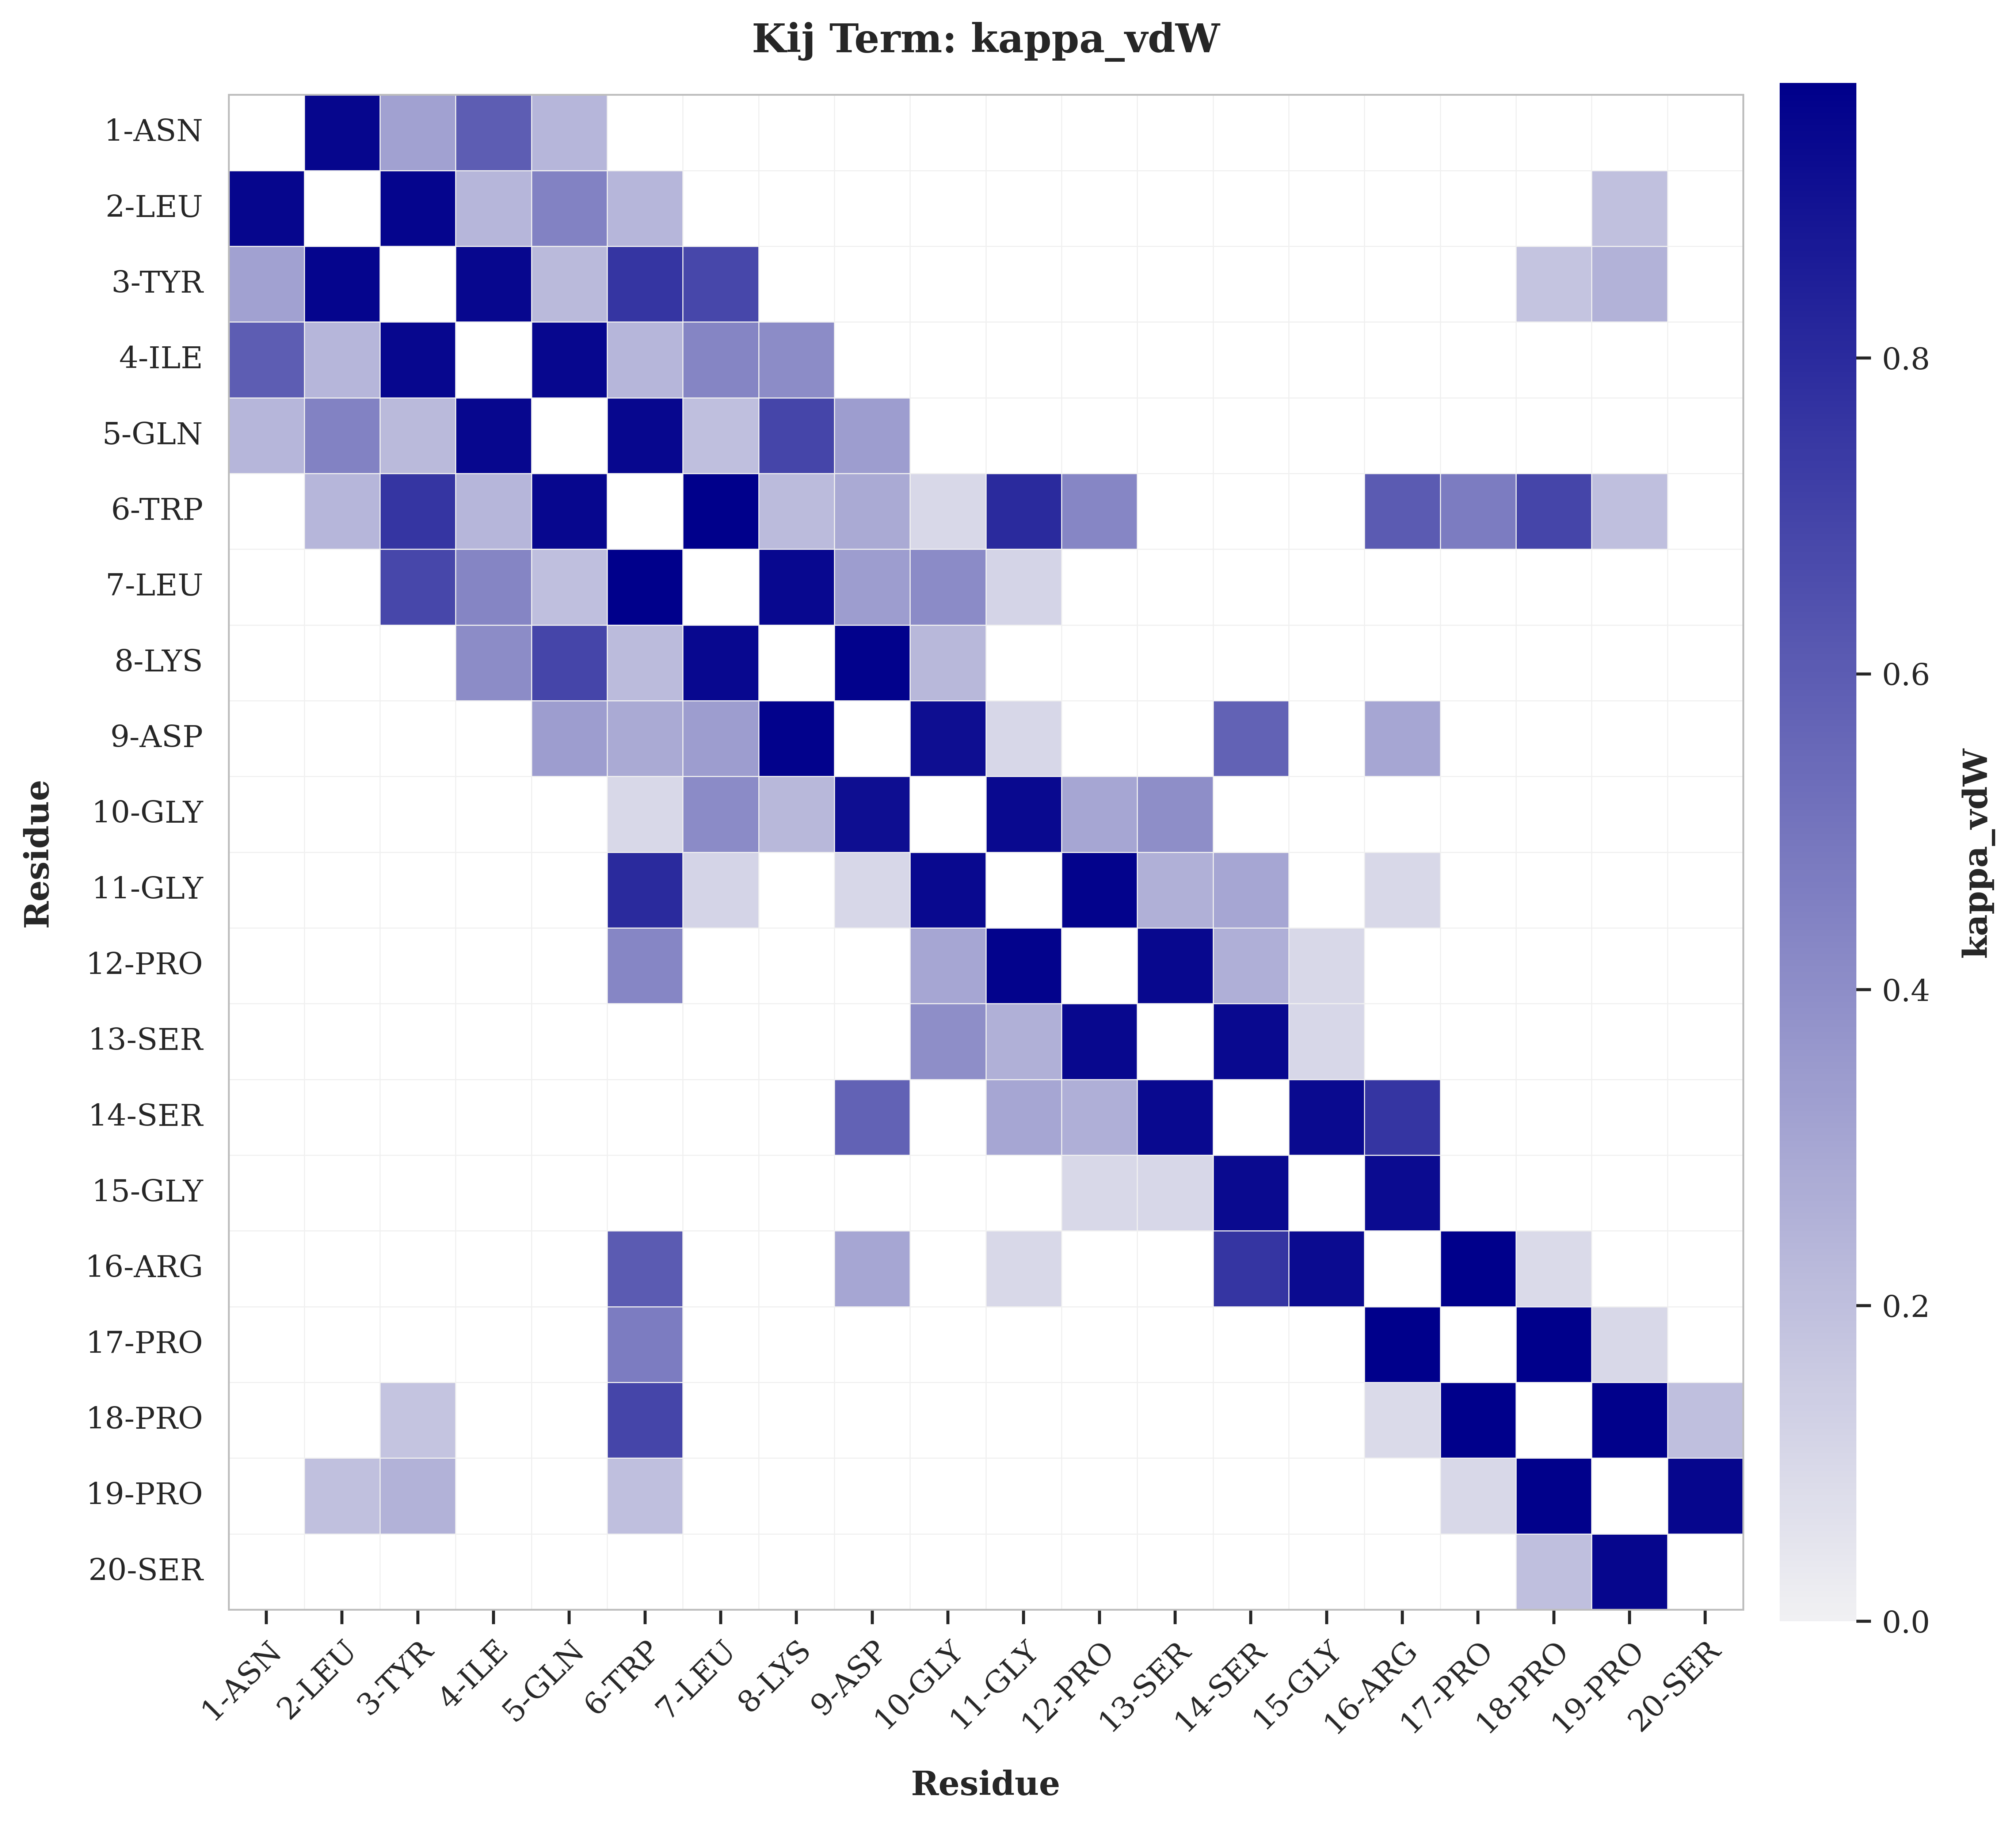 Kij Term: kappa_vdW
1-ASN
2-LEU
3-TYR
4-ILE
5-GLN
6-TRP
7-LEU
8-LYS
9-ASP
10-GLY
11-GLY
12-PRO
13-SER
14-SER
15-GLY
16-ARG
17-PRO
18-PRO
19-PRO
20-SER
Residue
1-ASN
2-LEU
3-TYR
4-ILE
5-GLN
6-TRP
7-LEU
8-LYS
9-ASP
10-GLY
11-GLY
12-PRO
13-SER
14-SER
15-GLY
16-ARG
17-PRO
18-PRO
19-PRO
20-SER
Residue
0.8
0.6
0.4
0.2
0.0
kappa_vdW